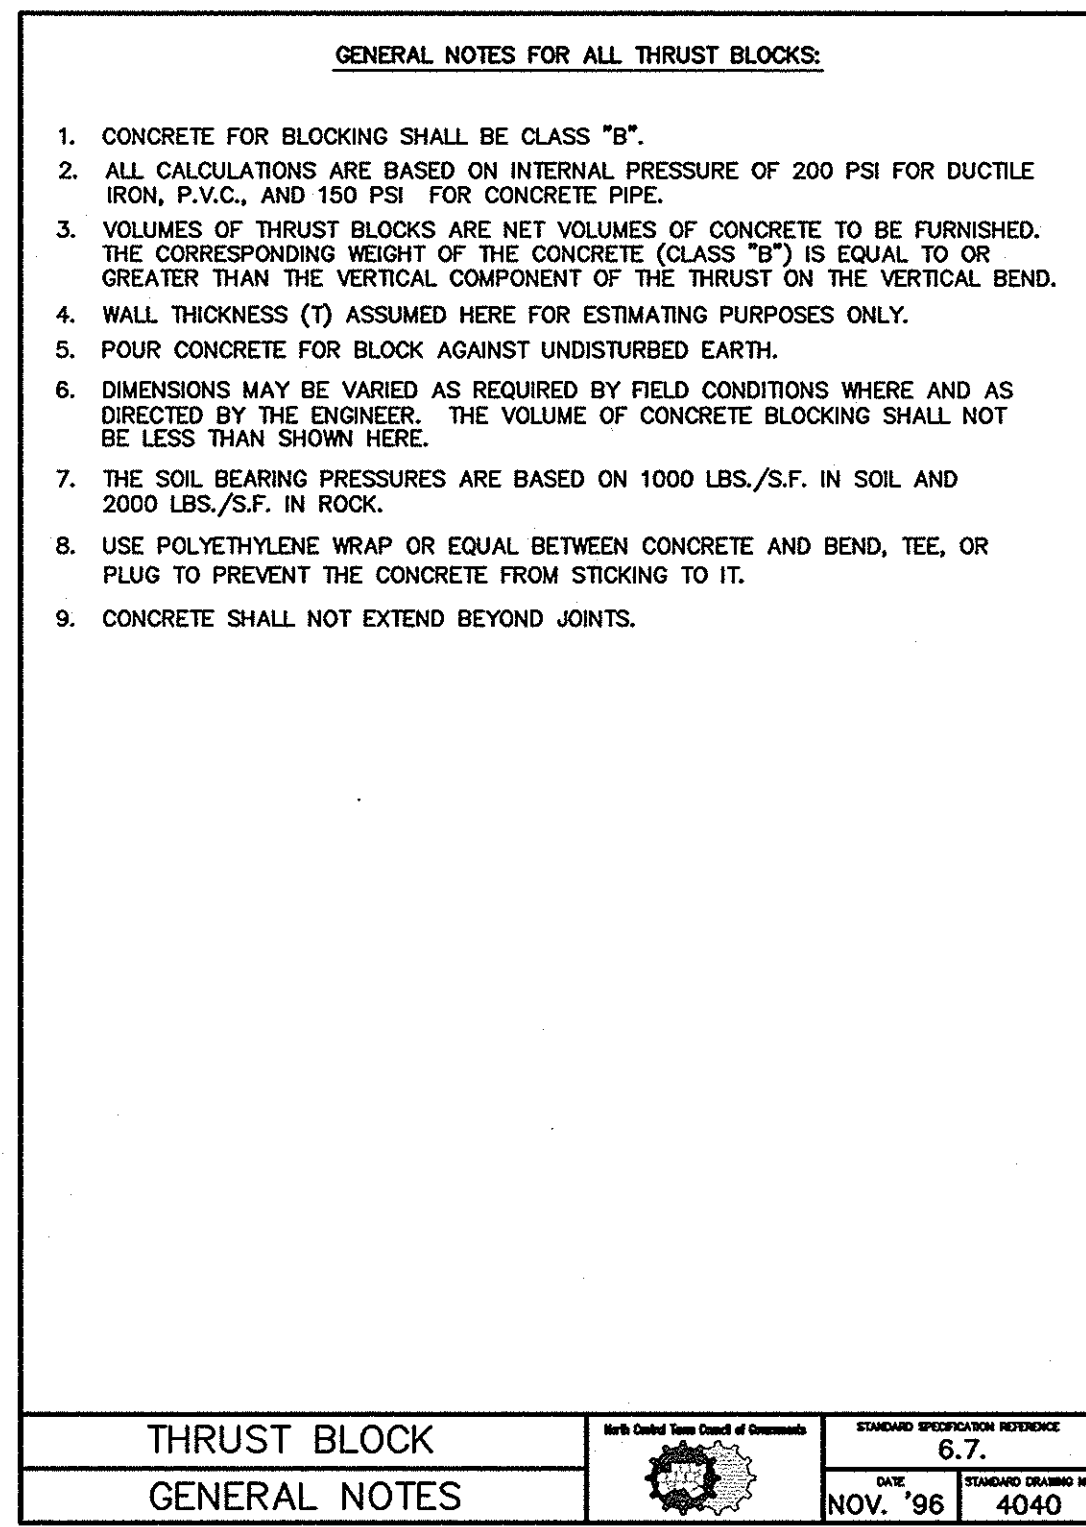 GENERAL NOTES FOR ALL THRUST BLOCKS:
1. CONCRETE FOR BLOCKING SHALL BE CLASS "B".
2. ALL CALCULATIONS ARE BASED ON INTERNAL PRESSURE OF 200 PSI FOR DUCTILE
IRON, P.V.C., AND 150 PSI FOR CONCRETE PIPE.
3. VOLUMES OF THRUST BLOCKS ARE NET VOLUMES OF CONCRETE TO BE FURNISHED.
THE CORRESPONDING WEIGHT OF THE CONCRETE (CLASS "B") IS EQUAL TO OR
GREATER THAN THE VERTICAL COMPONENT OF THE THRUST ON THE VERTICAL BEND.
4. WALL THICKNESS (T) ASSUMED HERE FOR ESTIMATING PURPOSES ONLY.
5. POUR CONCRETE FOR BLOCK AGAINST UNDISTURBED EARTH.
6. DIMENSIONS MAY BE VARIED AS REQUIRED BY FIELD CONDITIONS WHERE AND AS
DIRECTED BY THE ENGINEER. THE VOLUME OF CONCRETE BLOCKING SHALL NOT
BE LESS THAN SHOWN HERE.
7. THE SOIL BEARING PRESSURES ARE BASED ON 1000 LBS./S.F. IN SOIL AND
2000 LBS./S.F. IN ROCK.
8. USE POLYETHYLENE WRAP OR EQUAL BETWEEN CONCRETE AND BEND, TEE, OR
PLUG TO PREVENT THE CONCRETE FROM STICKING TO IT.
9. CONCRETE SHALL NOT EXTEND BEYOND JOINTS.
THRUST BLOCK
GENERAL NOTES
North Central Texas Council of Governments
STANDARD SPECIFICATION REFERENCE
6.7.
DATE
NOV. '96
STANDARD DRAWING
4040